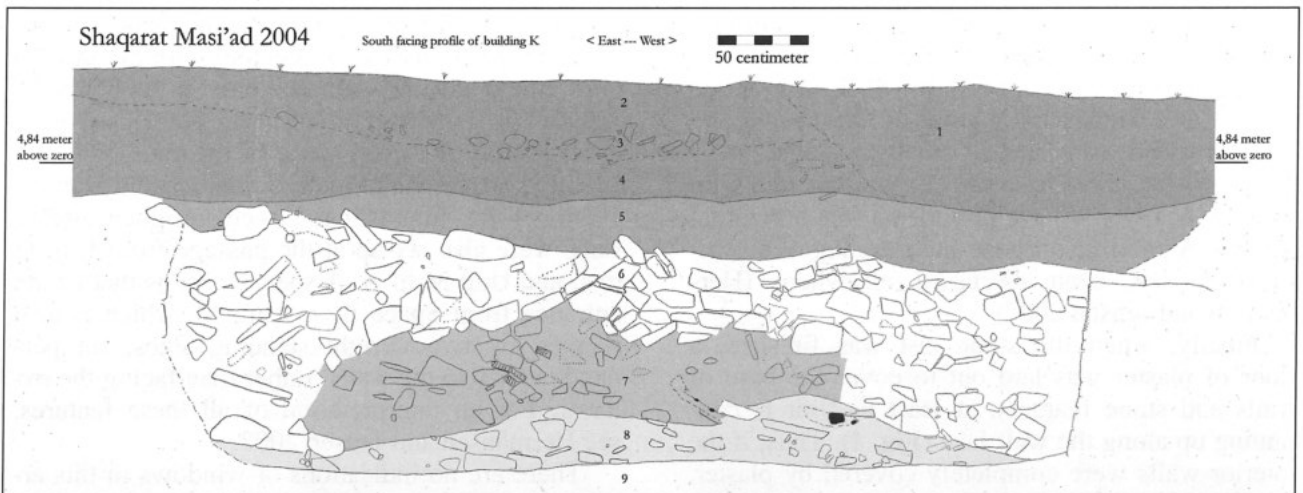 Shaqarat Masi'ad 2004
South facing profile of building K
< East --- West >
50 centimeter
4,84 meter
above zero
4,84 meter
above zero
1
2
3
4
5
6
7
8
9